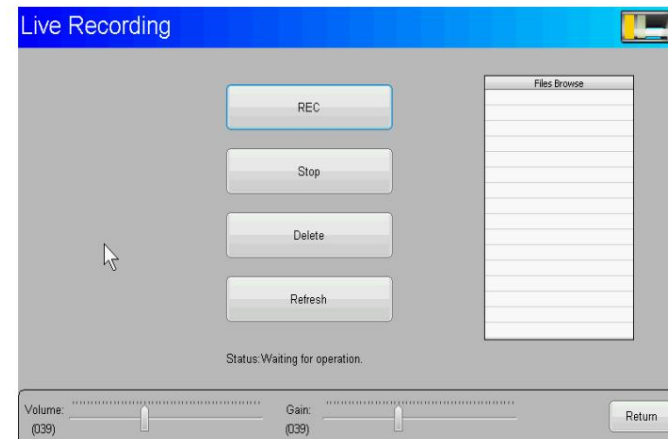 Live Recording
Files Browse
REC
Stop
Delete
Refresh
Status:Waiting for operation.
Volume:
(039)
Gain:
(039)
Return